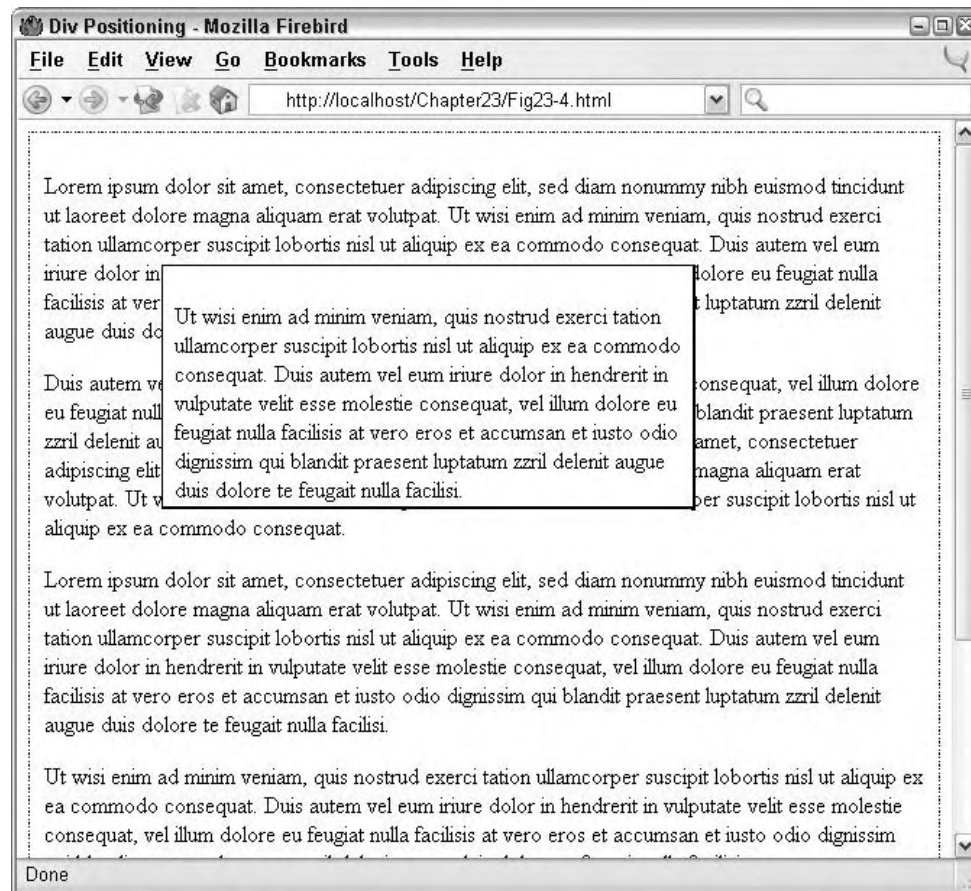 Div Positioning - Mozilla Firebird
File Edit View Go Bookmarks Tools Help
http://localhost/Chapter23/Fig23-4.html
Lorem ipsum dolor sit amet, consectetuer adipiscing elit, sed diam nonummy nibh euismod tincidunt
ut laoreet dolore magna aliquam erat volutpat. Ut wisi enim ad minim veniam, quis nostrud exerci
tation ullamcorper suscipit lobortis nisl ut aliquip ex ea commodo consequat. Duis autem vel eum
iriure dolor in dolore eu feugiat nulla
facilisis at ver t luptatum zzril delenit
augue duis do
Ut wisi enim ad minim veniam, quis nostrud exerci tation
ullamcorper suscipit lobortis nisl ut aliquip ex ea commodo
consequat. Duis autem vel eum iriure dolor in hendrerit in
vulputate velit esse molestie consequat, vel illum dolore eu
feugiat nulla facilisis at vero eros et accumsan et iusto odio
dignissim qui blandit praesent luptatum zzril delenit augue
duis dolore te feugait nulla facilisi.
Duis autem ve onsequat, vel illum dolore
eu feugiat null blandit praesent luptatum
zzril delenit au amet, consectetuer
adipiscing elit magna aliquam erat
volutpat. Ut w per suscipit lobortis nisl ut
aliquip ex ea commodo consequat.
Lorem ipsum dolor sit amet, consectetuer adipiscing elit, sed diam nonummy nibh euismod tincidunt
ut laoreet dolore magna aliquam erat volutpat. Ut wisi enim ad minim veniam, quis nostrud exerci
tation ullamcorper suscipit lobortis nisl ut aliquip ex ea commodo consequat. Duis autem vel eum
iriure dolor in hendrerit in vulputate velit esse molestie consequat, vel illum dolore eu feugiat nulla
facilisis at vero eros et accumsan et iusto odio dignissim qui blandit praesent luptatum zzril delenit
augue duis dolore te feugait nulla facilisi.
Ut wisi enim ad minim veniam, quis nostrud exerci tation ullamcorper suscipit lobortis nisl ut aliquip ex
ea commodo consequat. Duis autem vel eum iriure dolor in hendrerit in vulputate velit esse molestie
consequat, vel illum dolore eu feugiat nulla facilisis at vero eros et accumsan et iusto odio dignissim
Done